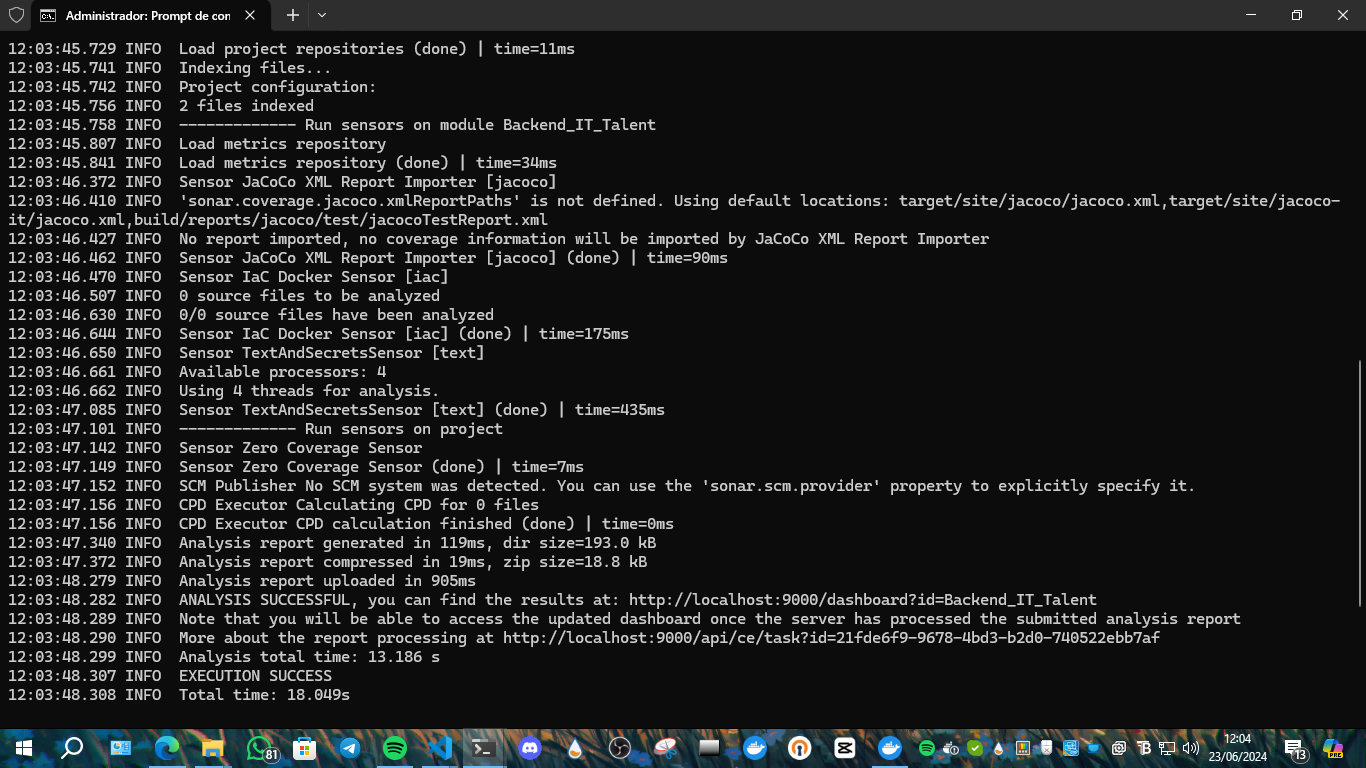 Administrador: Prompt de con
12:03:45.729 INFO  Load project repositories (done) | time=11ms
12:03:45.741 INFO  Indexing files...
12:03:45.742 INFO  Project configuration:
12:03:45.756 INFO  2 files indexed
12:03:45.758 INFO  ------------- Run sensors on module Backend_IT_Talent
12:03:45.807 INFO  Load metrics repository
12:03:45.841 INFO  Load metrics repository (done) | time=34ms
12:03:46.372 INFO  Sensor JaCoCo XML Report Importer [jacoco]
12:03:46.410 INFO  'sonar.coverage.jacoco.xmlReportPaths' is not defined. Using default locations: target/site/jacoco/jacoco.xml,target/site/jacoco-
it/jacoco.xml,build/reports/jacoco/test/jacocoTestReport.xml
12:03:46.427 INFO  No report imported, no coverage information will be imported by JaCoCo XML Report Importer
12:03:46.462 INFO  Sensor JaCoCo XML Report Importer [jacoco] (done) | time=90ms
12:03:46.470 INFO  Sensor IaC Docker Sensor [iac]
12:03:46.507 INFO  0 source files to be analyzed
12:03:46.630 INFO  0/0 source files have been analyzed
12:03:46.644 INFO  Sensor IaC Docker Sensor [iac] (done) | time=175ms
12:03:46.650 INFO  Sensor TextAndSecretsSensor [text]
12:03:46.661 INFO  Available processors: 4
12:03:46.662 INFO  Using 4 threads for analysis.
12:03:47.085 INFO  Sensor TextAndSecretsSensor [text] (done) | time=435ms
12:03:47.101 INFO  ------------- Run sensors on project
12:03:47.142 INFO  Sensor Zero Coverage Sensor
12:03:47.149 INFO  Sensor Zero Coverage Sensor (done) | time=7ms
12:03:47.152 INFO  SCM Publisher No SCM system was detected. You can use the 'sonar.scm.provider' property to explicitly specify it.
12:03:47.156 INFO  CPD Executor Calculating CPD for 0 files
12:03:47.156 INFO  CPD Executor CPD calculation finished (done) | time=0ms
12:03:47.340 INFO  Analysis report generated in 119ms, dir size=193.0 kB
12:03:47.372 INFO  Analysis report compressed in 19ms, zip size=18.8 kB
12:03:48.279 INFO  Analysis report uploaded in 905ms
12:03:48.282 INFO  ANALYSIS SUCCESSFUL, you can find the results at: http://localhost:9000/dashboard?id=Backend_IT_Talent
12:03:48.289 INFO  Note that you will be able to access the updated dashboard once the server has processed the submitted analysis report
12:03:48.290 INFO  More about the report processing at http://localhost:9000/api/ce/task?id=21fde6f9-9678-4bd3-b2d0-740522ebb7af
12:03:48.299 INFO  Analysis total time: 13.186 s
12:03:48.307 INFO  EXECUTION SUCCESS
12:03:48.308 INFO  Total time: 18.049s
81
12:04
23/06/2024
13
PRE